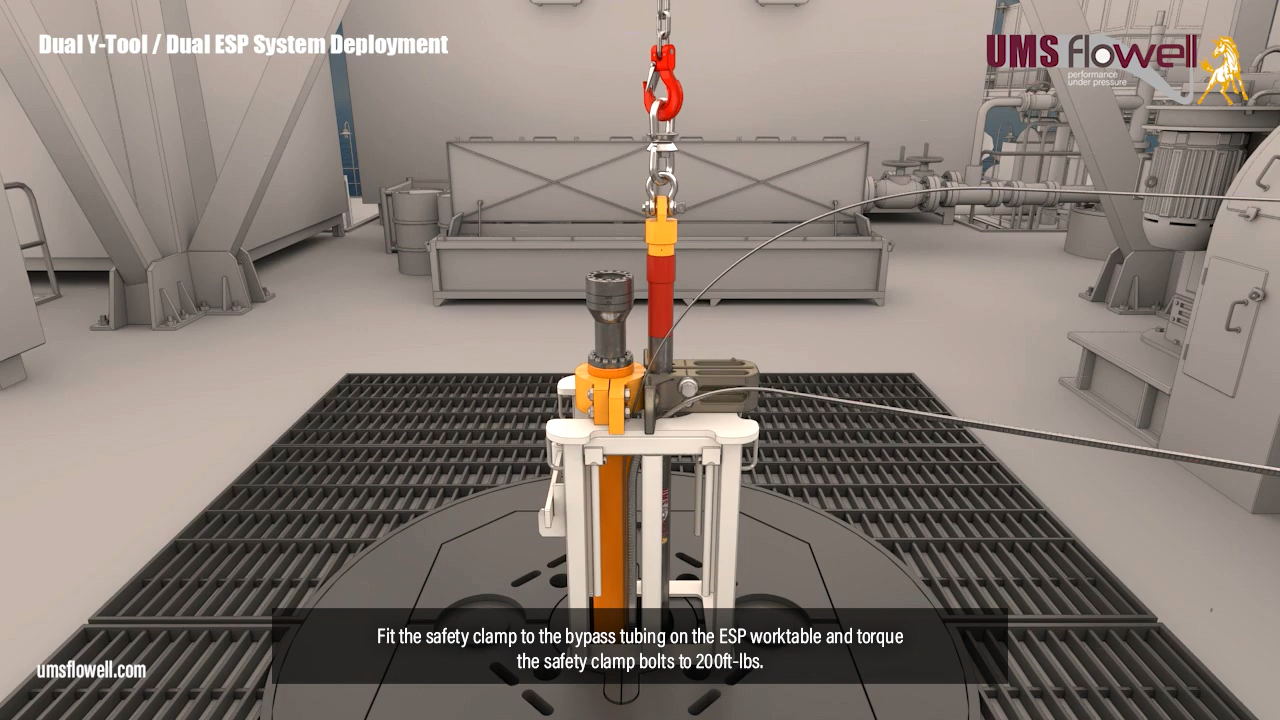 Dual Y-Tool / Dual ESP System Deployment
UMS flowell
performance
under pressure
Fit the safety clamp to the bypass tubing on the ESP worktable and torque
the safety clamp bolts to 200ft-lbs.
umsflowell.com